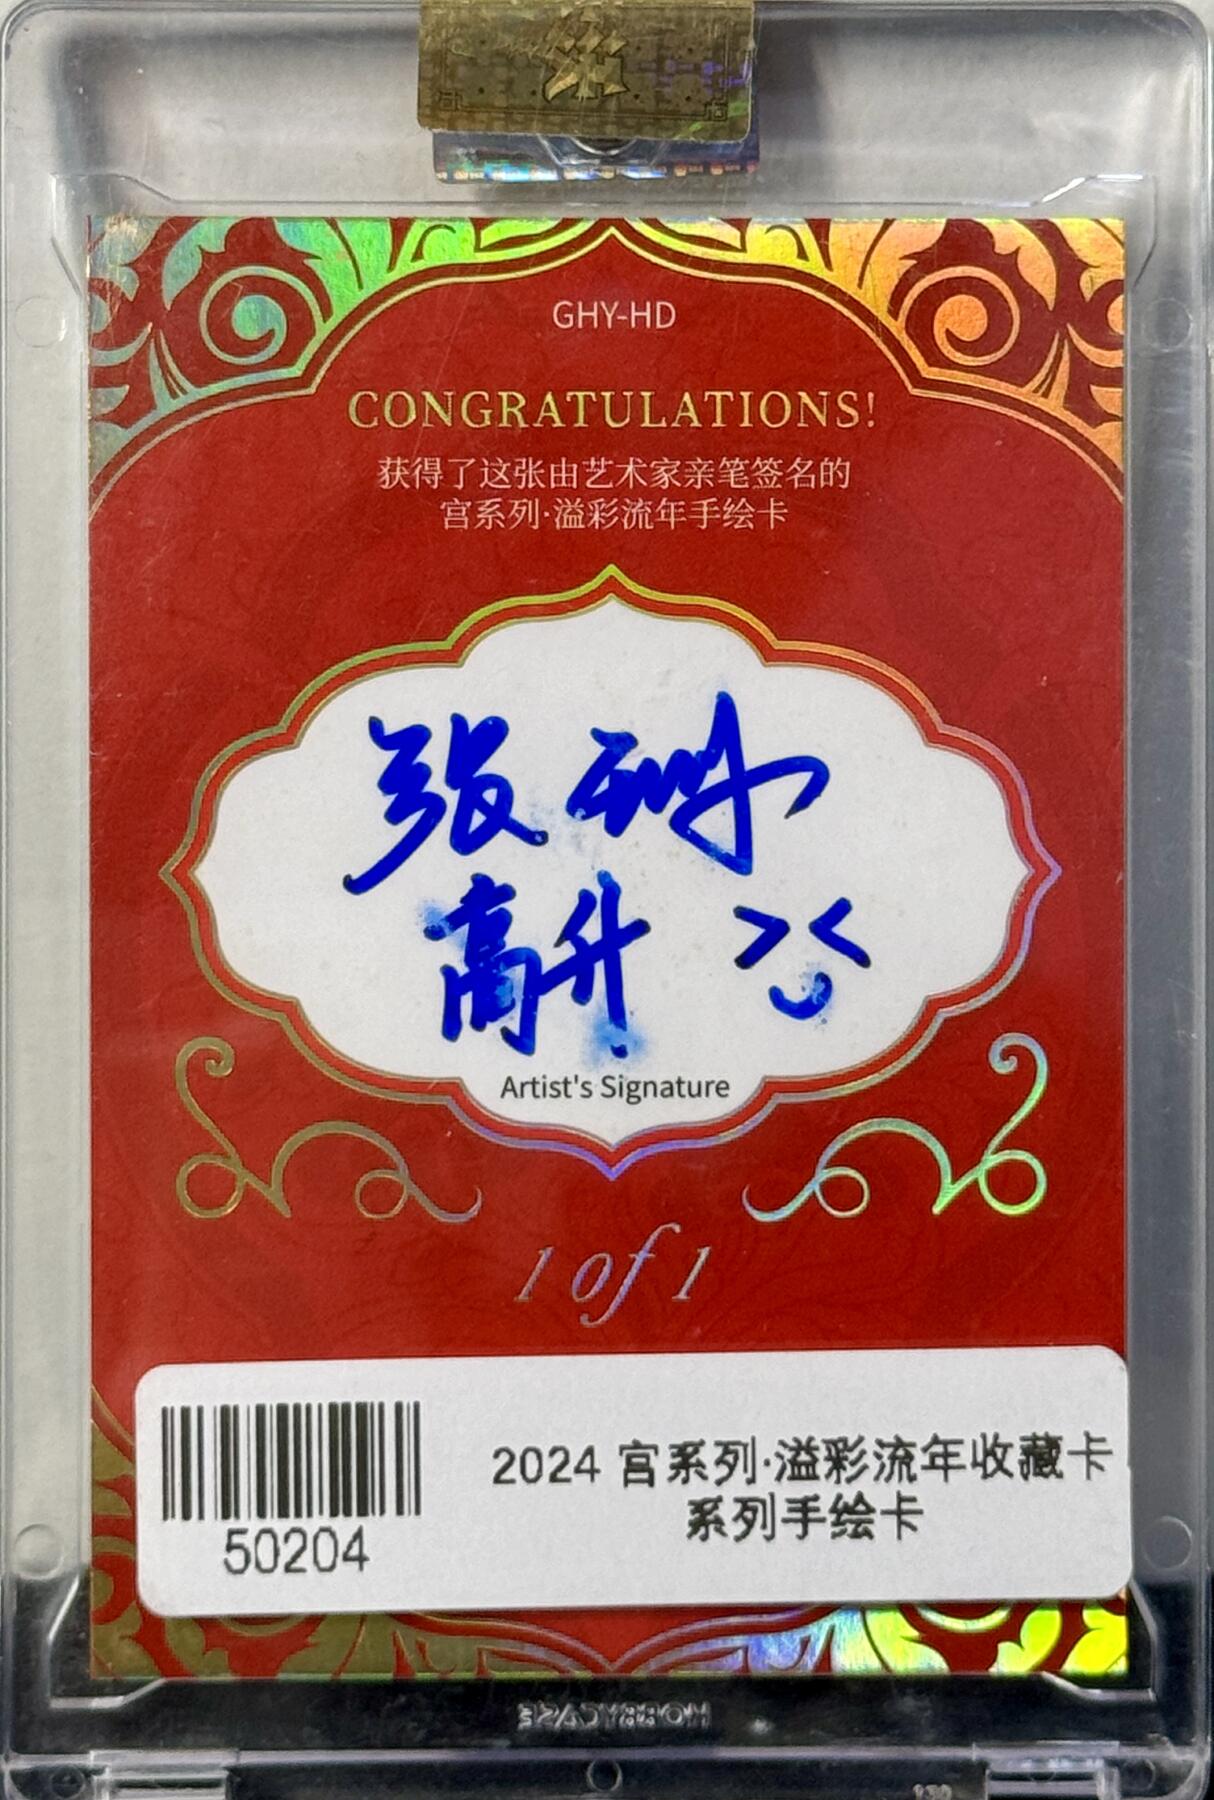 GHY-HD
CONGRATULATIONS!
获得了这张由艺术家亲笔签名的
宫系列·溢彩流年手绘卡
张
高升
Artist's Signature
1 of 1
2024 宫系列·溢彩流年收藏卡
系列手绘卡
50204
130